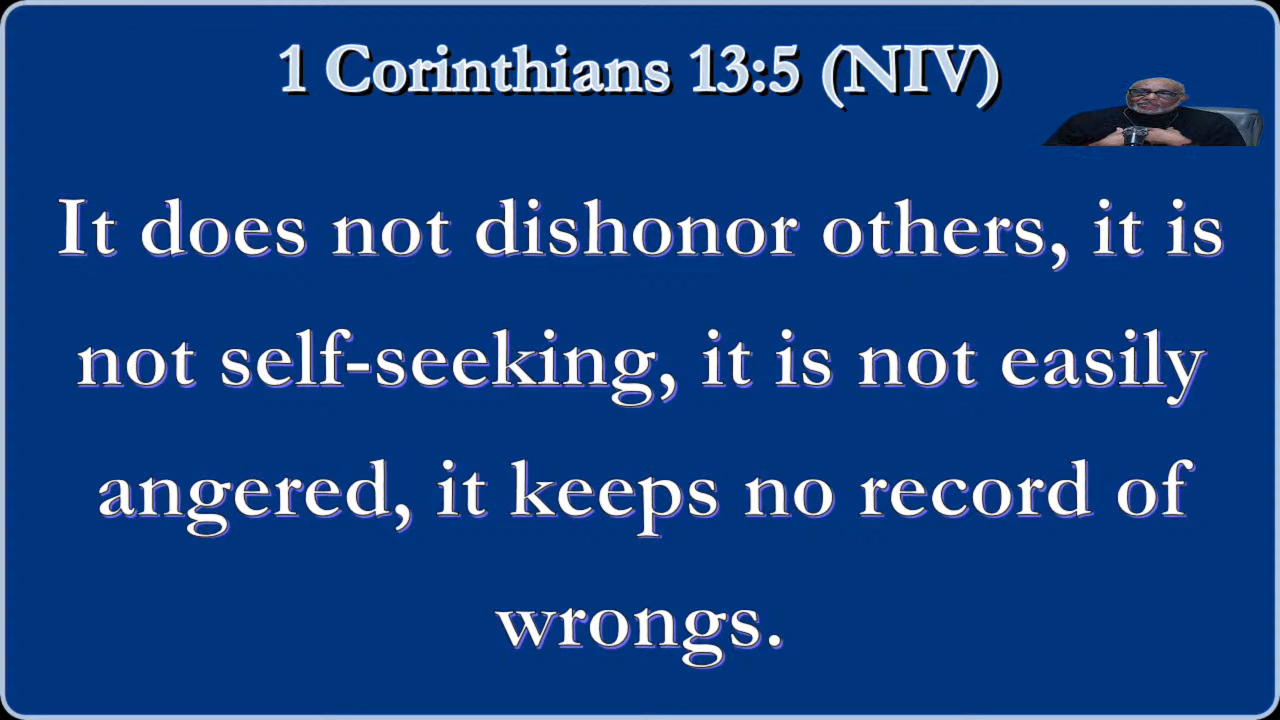 1 Corinthians 13:5 (NIV)
It does not dishonor others, it is
not self-seeking, it is not easily
angered, it keeps no record of
wrongs.